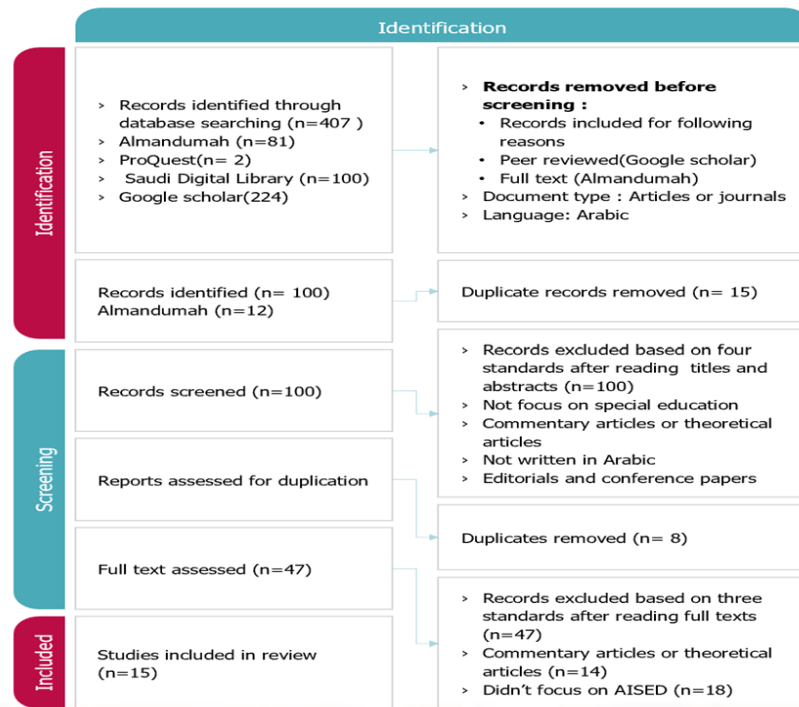 Identification
Identification
› Records identified through
database searching (n=407 )
› Almandumah (n=81)
› ProQuest(n= 2)
› Saudi Digital Library (n=100)
› Google scholar(224)
› Records removed before
screening :
• Records included for following
reasons
• Peer reviewed(Google scholar)
• Full text (Almandumah)
› Document type : Articles or journals
› Language: Arabic
Records identified (n= 100)
Almandumah (n=12)
Duplicate records removed (n= 15)
Screening
Records screened (n=100)
› Records excluded based on four
standards after reading titles and
abstracts (n=100)
› Not focus on special education
› Commentary articles or theoretical
articles
› Not written in Arabic
› Editorials and conference papers
Reports assessed for duplication
Duplicates removed (n= 8)
Full text assessed (n=47)
› Records excluded based on three
standards after reading full texts
(n=47)
› Commentary articles or theoretical
articles (n=14)
› Didn't focus on AISED (n=18)
Included
Studies included in review
(n=15)